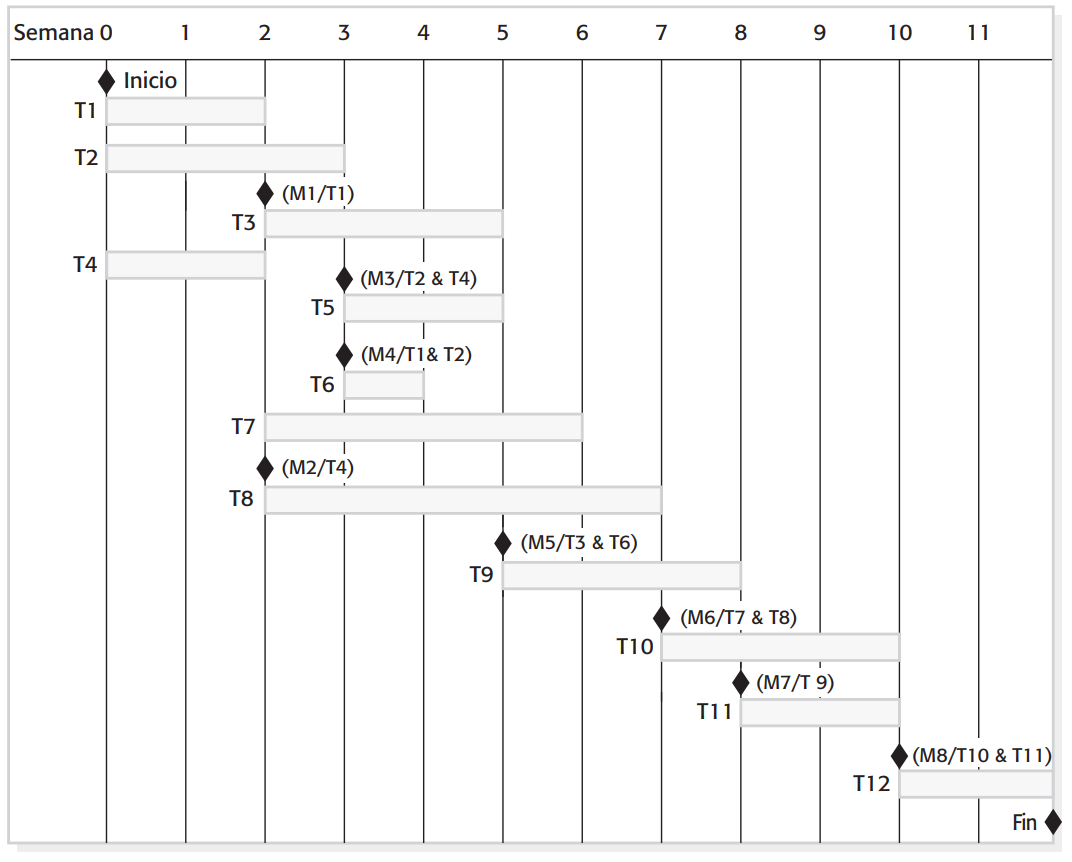 Semana 0 1 2 3 4 5 6 7 8 9 10 11
Inicio
T1
T2
(M1/T1)
T3
T4
(M3/T2 & T4)
T5
(M4/T1& T2)
T6
T7
(M2/T4)
T8
(M5/T3 & T6)
T9
(M6/T7 & T8)
T10
(M7/T 9)
T11
(M8/T10 & T11)
T12
Fin